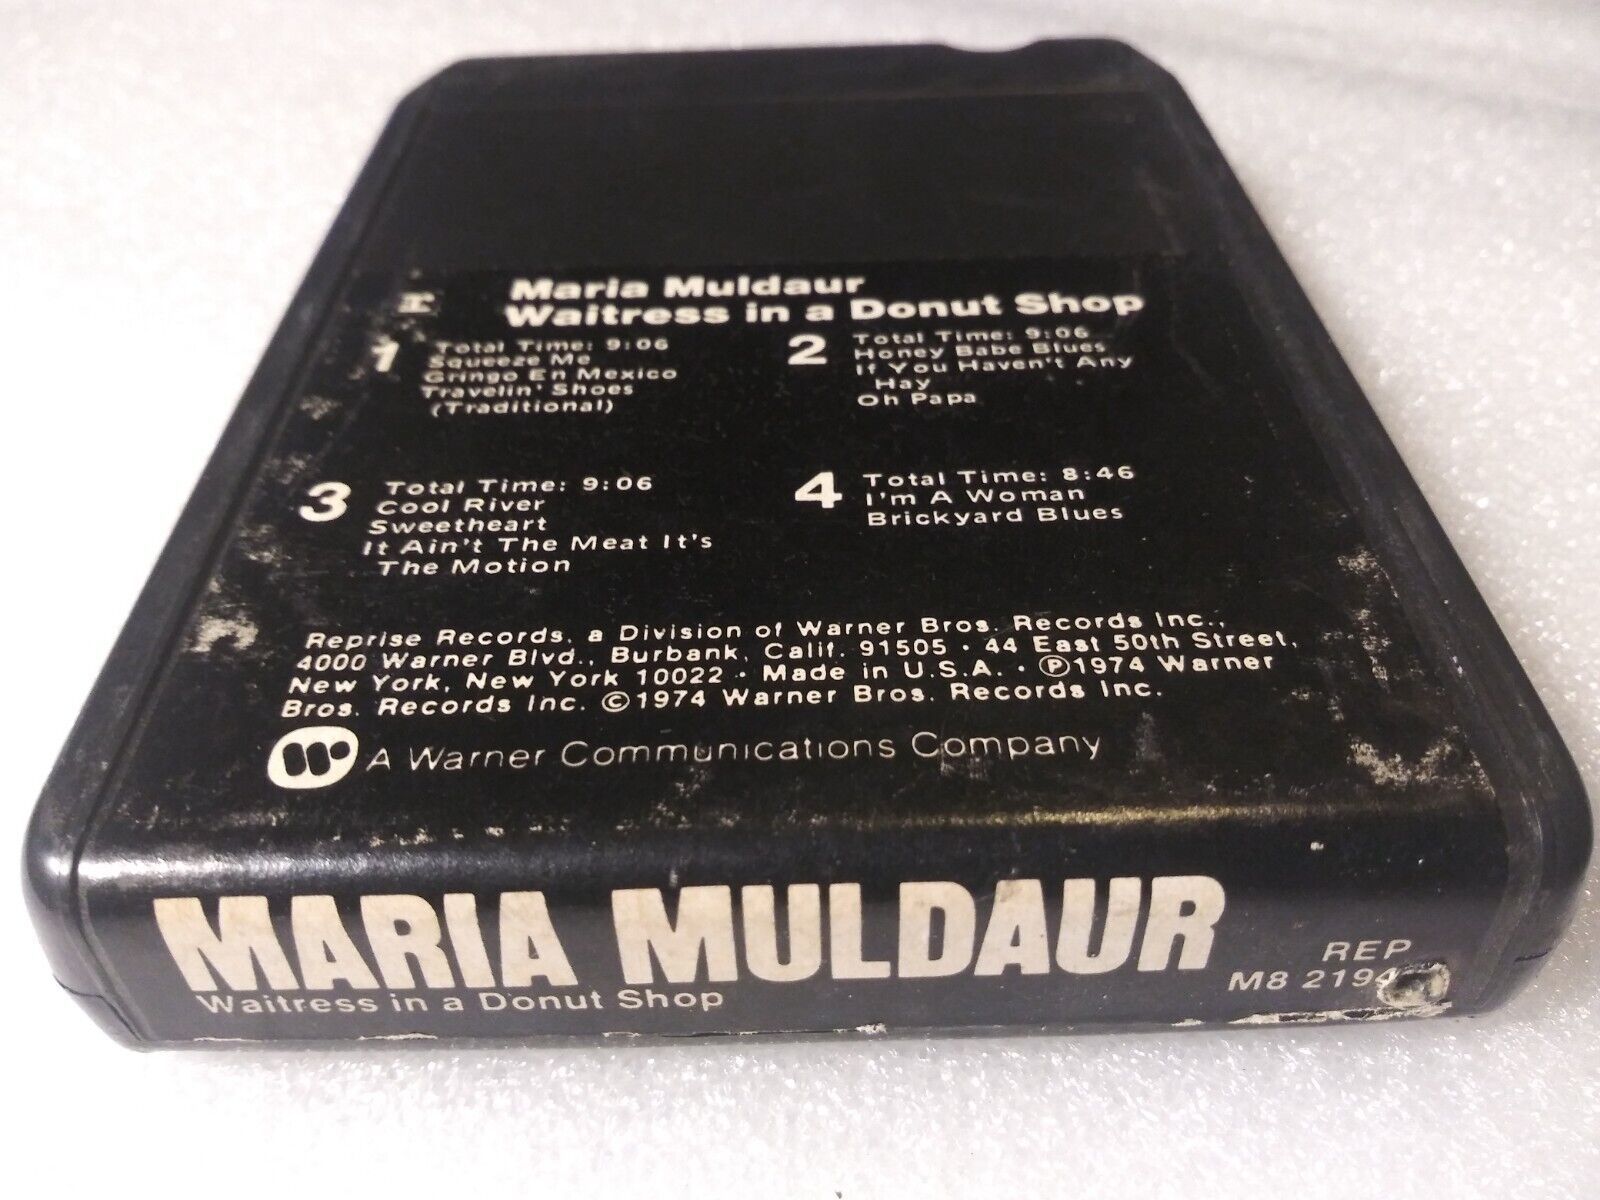 r
Maria Muldaur
Waitress in a Donut Shop
1 Total Time: 9:06
Squeeze Me
Gringo En Mexico
Travelin' Shoes
(Traditional)
2 Total Time: 9:06
Honey Babe Blues
If You Haven't Any
Hay
Oh Papa
3 Total Time: 9:06
Cool River
Sweetheart
It Ain't The Meat It's
The Motion
4 Total Time: 8:46
I'm A Woman
Brickyard Blues
Reprise Records, a Division of Warner Bros. Records Inc.,
4000 Warner Blvd., Burbank, Calif. 91505 · 44 East 50th Street,
New York, New York 10022 · Made in U.S.A. · ℗1974 Warner
Bros. Records Inc. ©1974 Warner Bros. Records Inc.
A Warner Communications Company
MARIA MULDAUR
Waitress in a Donut Shop
REP
M8